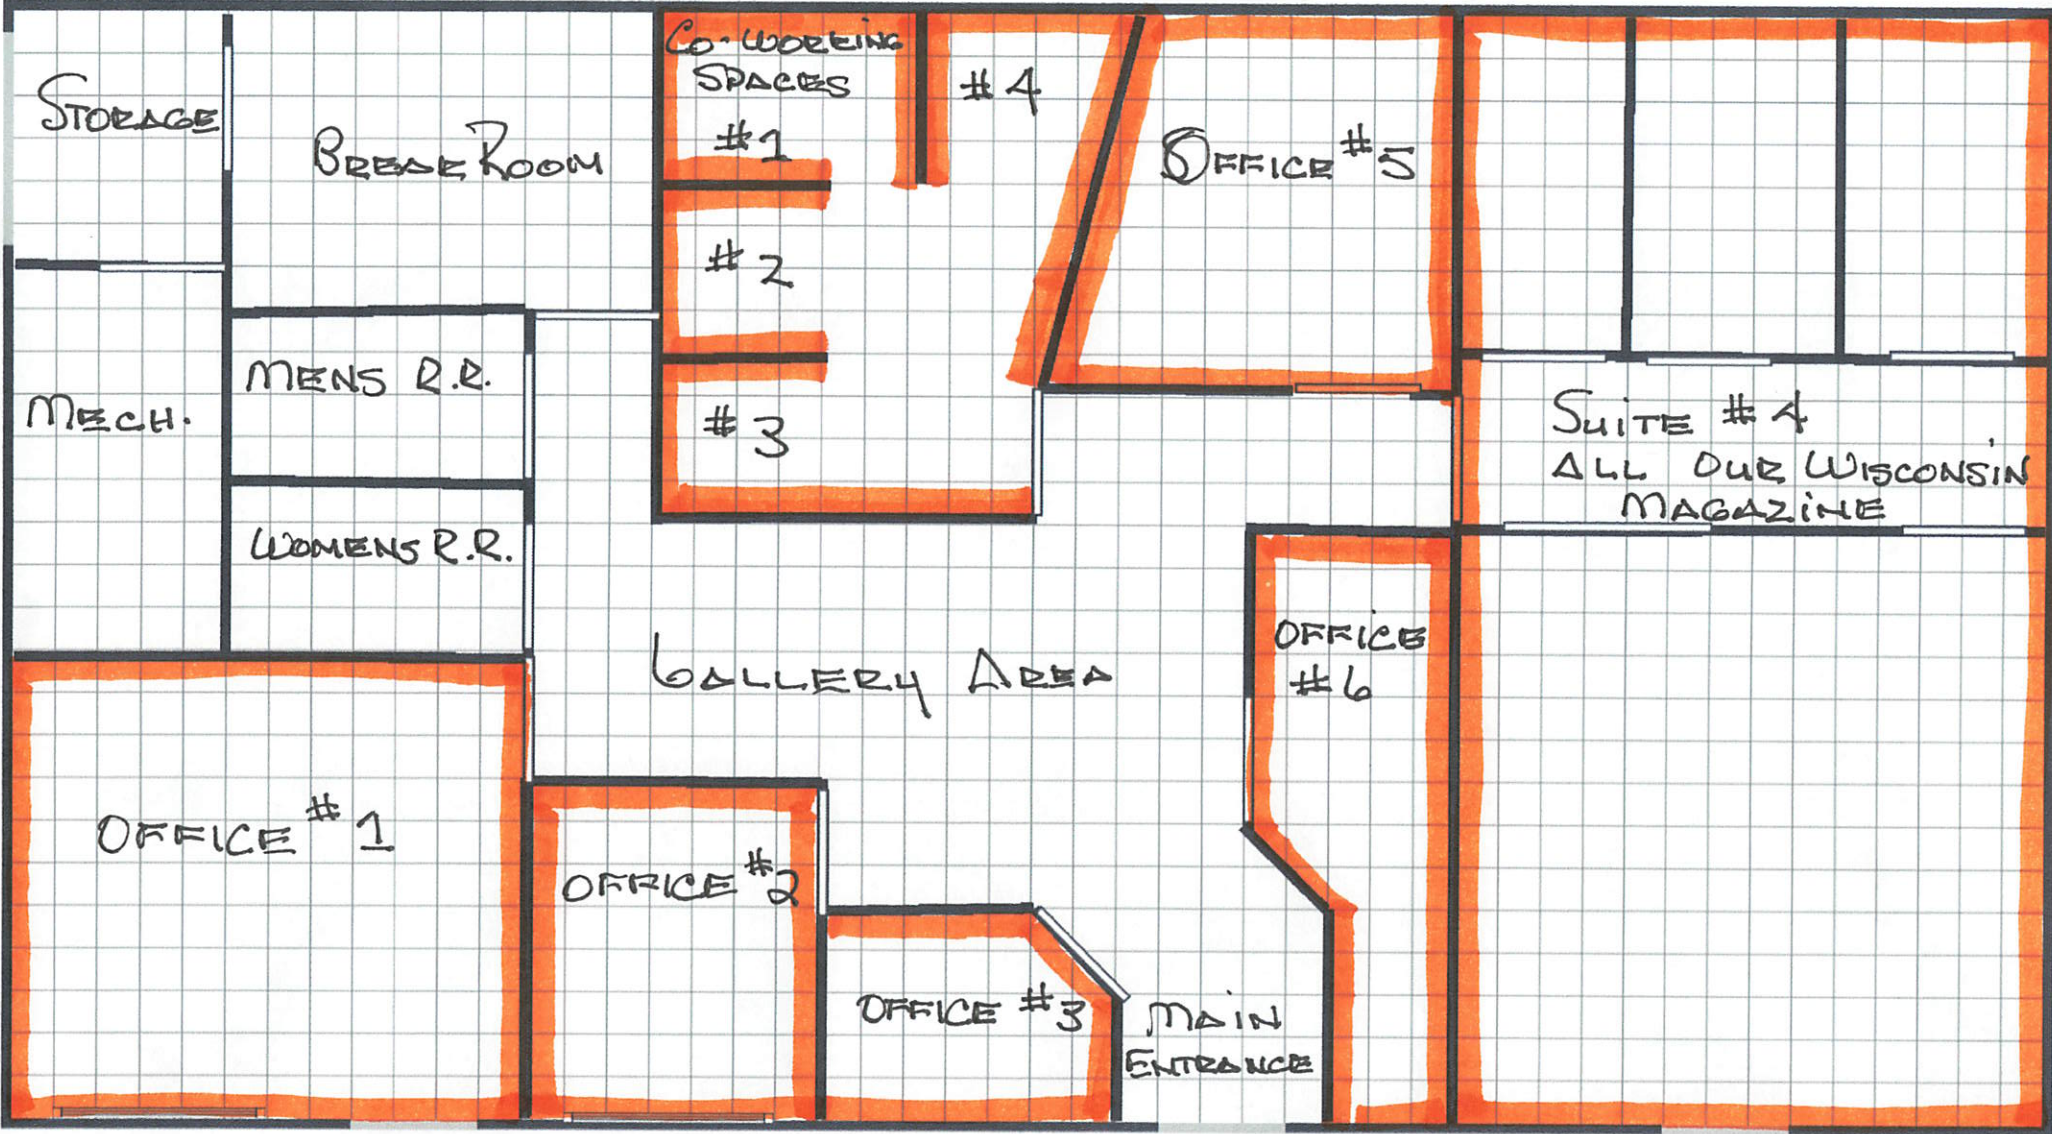 STORAGE
BREAK ROOM
CO-WORKING
SPACES
#1
#4
OFFICE #5
#2
MENS R.R.
MECH.
#3
SUITE #4
ALL OUR WISCONSIN
MAGAZINE
WOMENS R.R.
GALLERY AREA
OFFICE
#6
OFFICE #1
OFFICE #2
OFFICE #3
MAIN
ENTRANCE